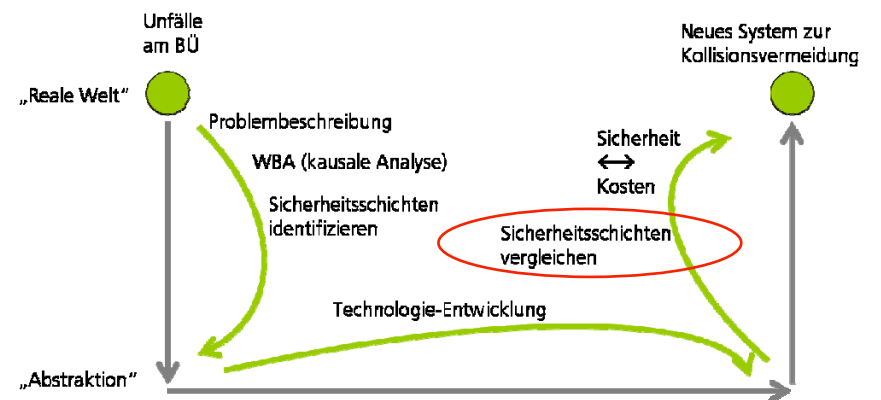 Unfälle
am BÜ
Neues System zur
Kollisionsvermeidung
„Reale Welt"
Problembeschreibung
WBA (kausale Analyse)
Sicherheitsschichten
identifizieren
Sicherheit
↔
Kosten
Sicherheitsschichten
vergleichen
Technologie-Entwicklung
„Abstraktion"